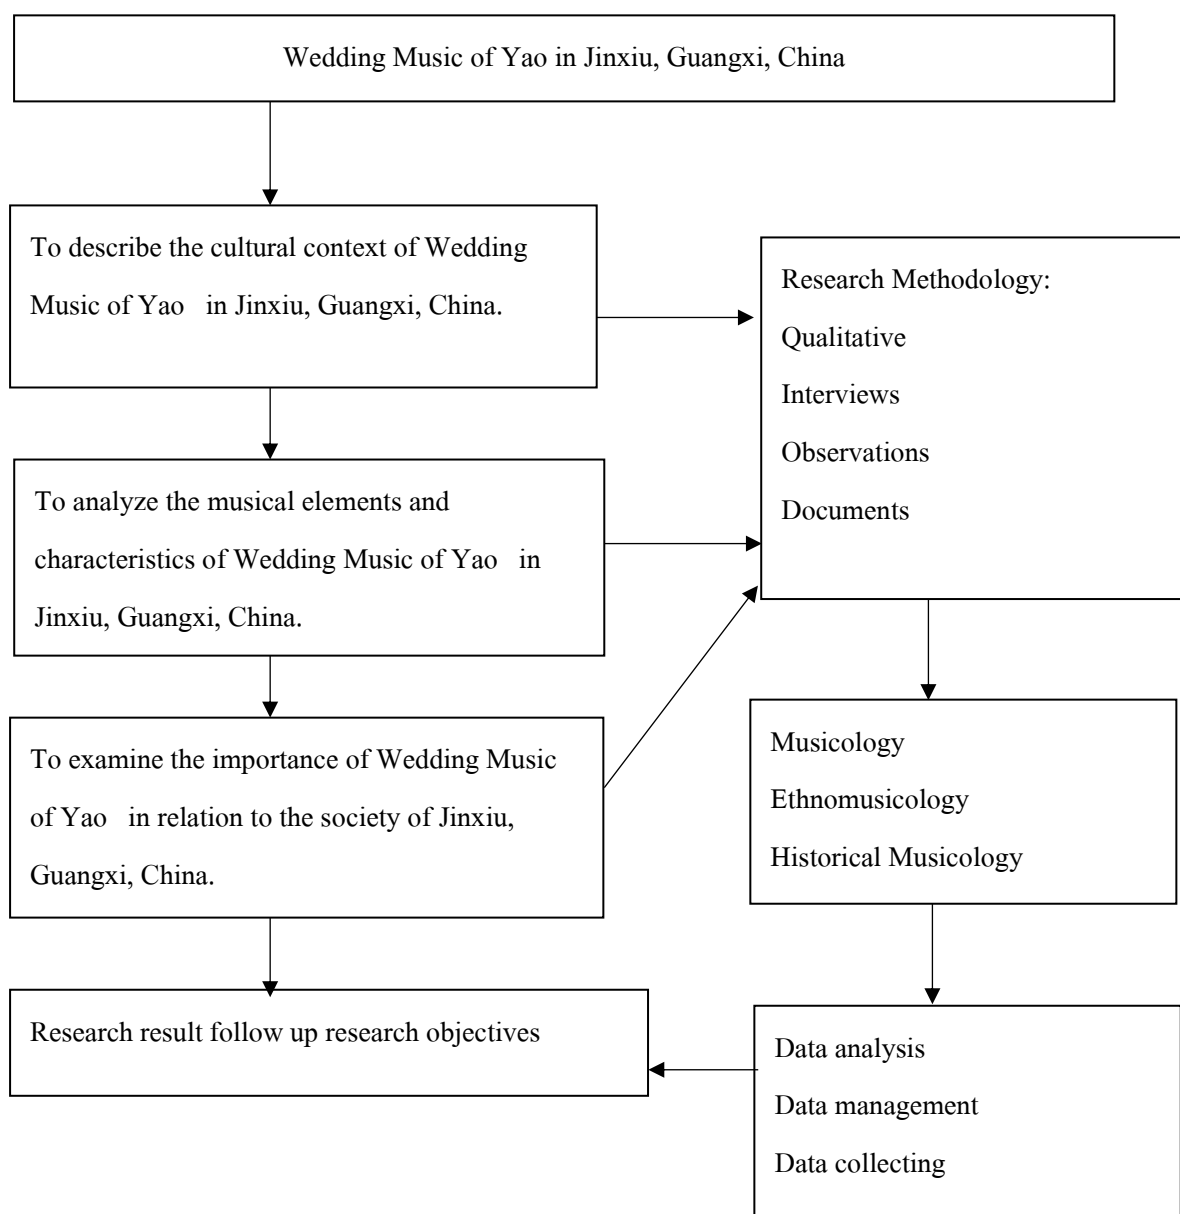 Wedding Music of Yao in Jinxiu, Guangxi, China
To describe the cultural context of Wedding
Music of Yao in Jinxiu, Guangxi, China.
To analyze the musical elements and
characteristics of Wedding Music of Yao in
Jinxiu, Guangxi, China.
To examine the importance of Wedding Music
of Yao in relation to the society of Jinxiu,
Guangxi, China.
Research result follow up research objectives
Research Methodology:
Qualitative
Interviews
Observations
Documents
Musicology
Ethnomusicology
Historical Musicology
Data analysis
Data management
Data collecting